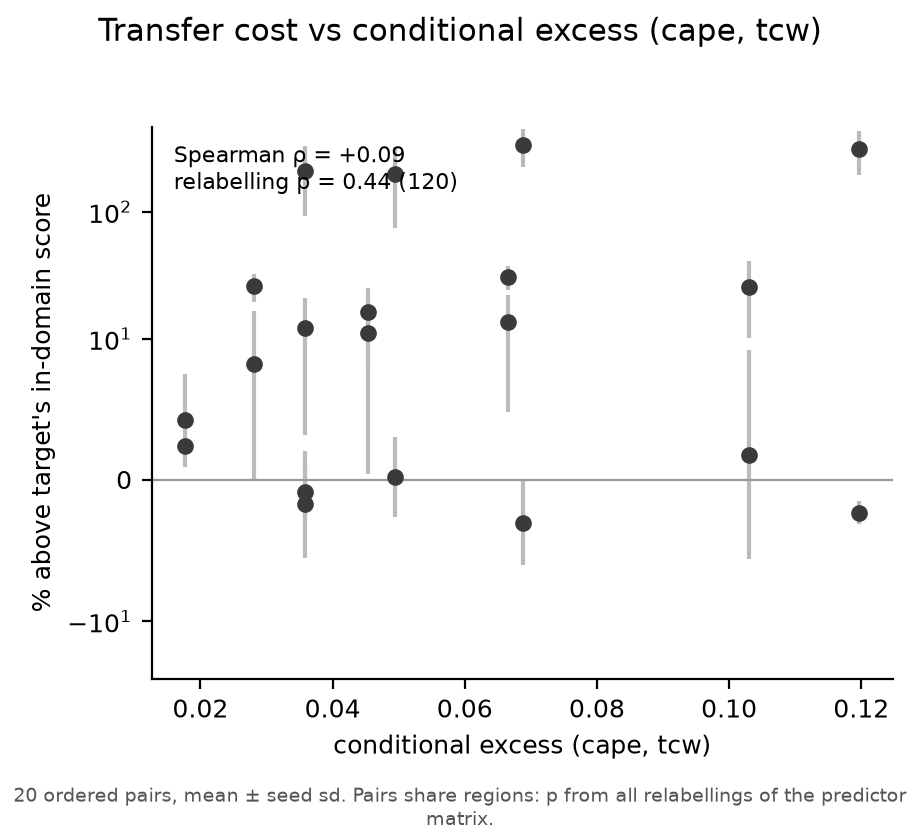 Transfer cost vs conditional excess (cape, tcw)
Spearman ρ = +0.09
relabelling p = 0.44 (120)
% above target's in-domain score
10²
10¹
0
−10¹
0.02 0.04 0.06 0.08 0.10 0.12
conditional excess (cape, tcw)
20 ordered pairs, mean ± seed sd. Pairs share regions: p from all relabellings of the predictor
matrix.